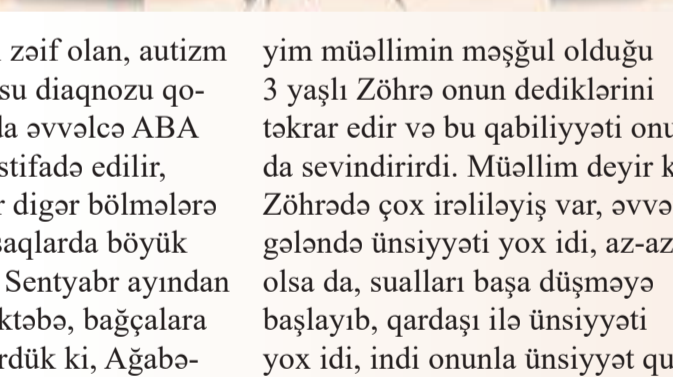 zəif olan, autizm
su diaqnozu qo-
da əvvəlcə ABA
stifadə edilir,
digər bölmələrə
saqlarda böyük
Sentyabr ayından
ktəbə, bağçalara
rdük ki, Ağabə-
yim müəllimin məşğul olduğu
3 yaşlı Zöhrə onun dediklərini
təkrar edir və bu qabiliyyəti onu
da sevindirirdi. Müəllim deyir k
Zöhrədə çox irəliləyiş var, əvvə
gələndə ünsiyyəti yox idi, az-az
olsa da, sualları başa düşməyə
başlayıb, qardaşı ilə ünsiyyəti
yox idi, indi onunla ünsiyyət qu